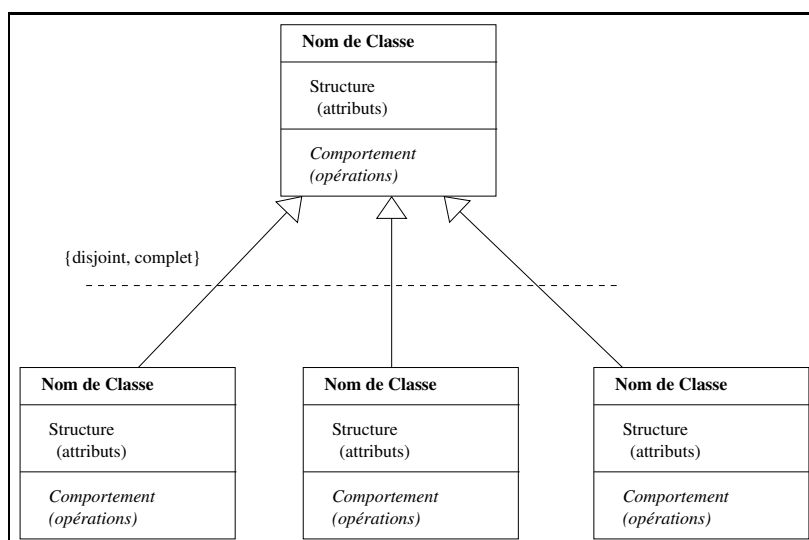 Nom de Classe
Structure
(attributs)
Comportement
(opérations)
{disjoint, complet}
Nom de Classe
Structure
(attributs)
Comportement
(opérations)
Nom de Classe
Structure
(attributs)
Comportement
(opérations)
Nom de Classe
Structure
(attributs)
Comportement
(opérations)